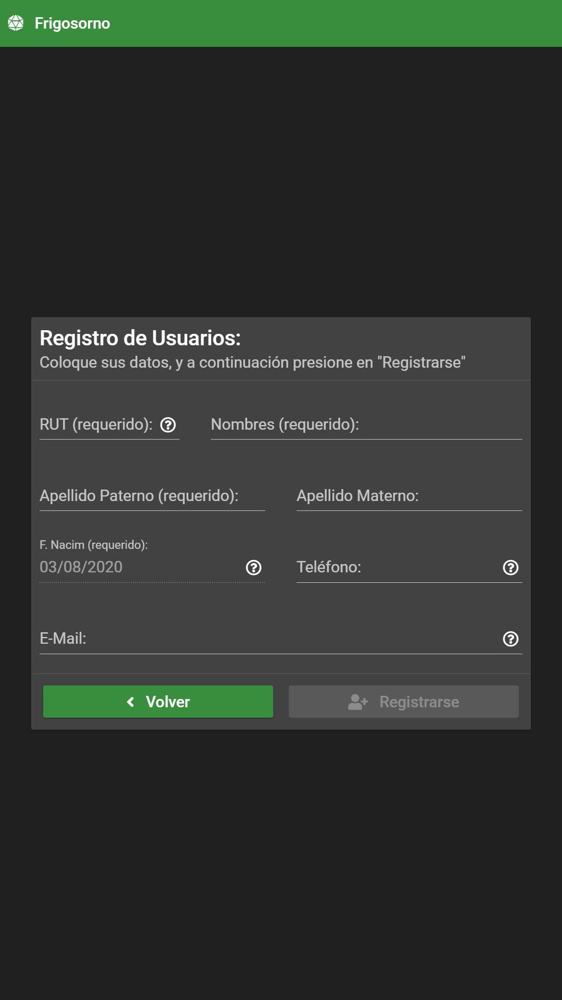 Frigosorno
Registro de Usuarios:
Coloque sus datos, y a continuación presione en "Registrarse"
RUT (requerido):
Nombres (requerido):
Apellido Paterno (requerido):
Apellido Materno:
F. Nacim (requerido):
03/08/2020
Teléfono:
E-Mail:
Volver
Registrarse